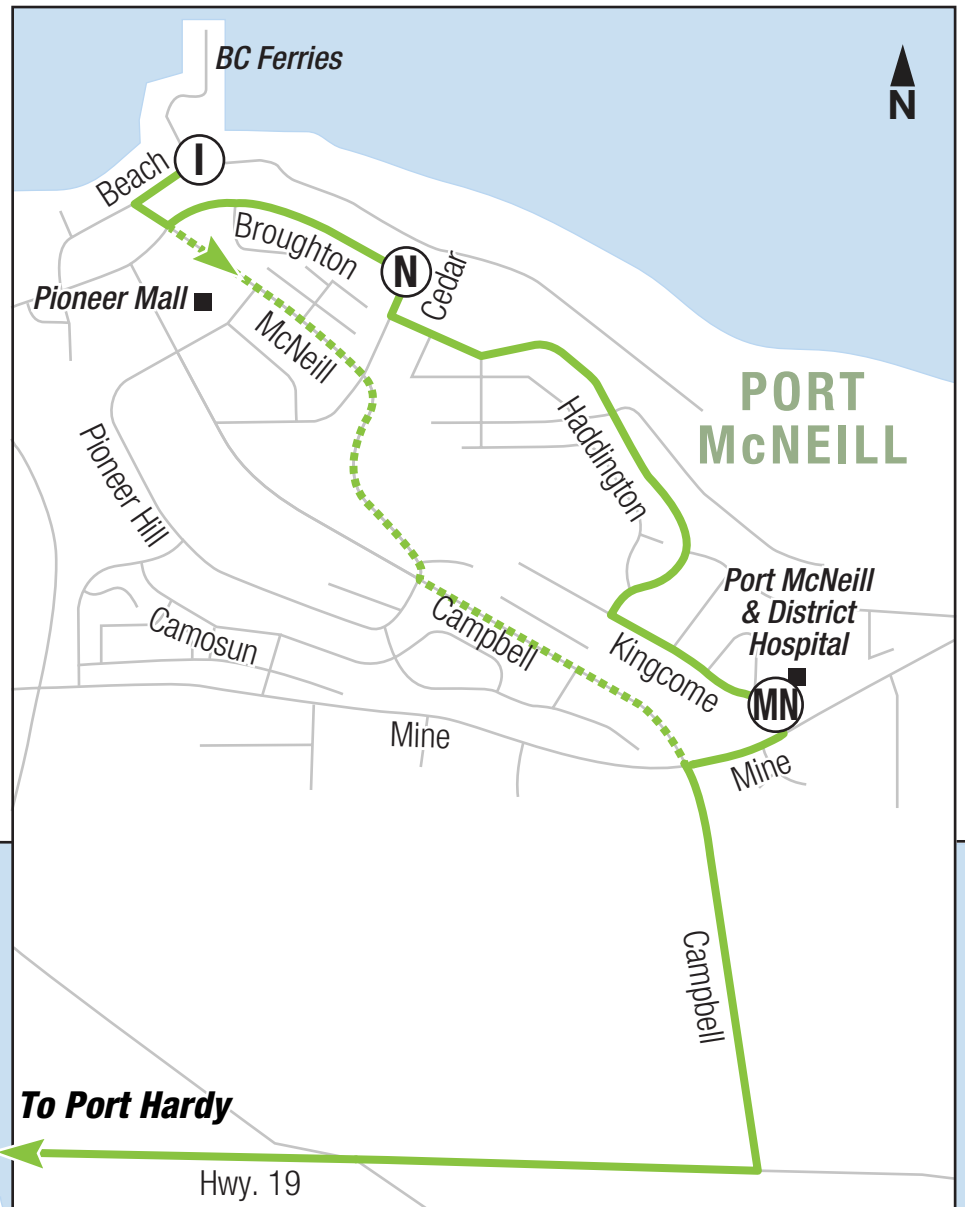 BC Ferries
N
I
Beach
Broughton
N
Cedar
Pioneer Mall
McNeill
PORT
McNEILL
Haddington
Pioneer Hill
Port McNeill
& District
Hospital
Camosun
Campbell
Kingcome
MN
Mine
Mine
Campbell
To Port Hardy
Hwy. 19